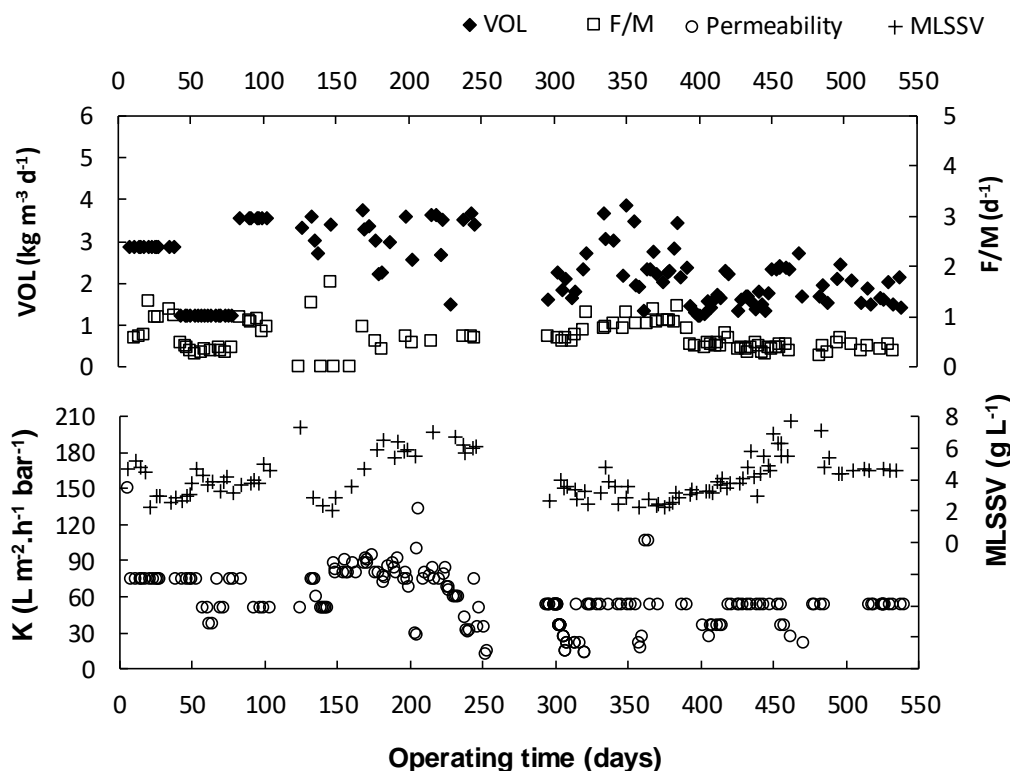 VOL F/M Permeability MLSSV
0 50 100 150 200 250 300 350 400 450 500 550
6 5
5 4
4
3 3
2 2
1 1
0 0
VOL (kg m⁻³ d⁻¹)
F/M (d⁻¹)
210 8
180 6
150 4
120 2
90 0
60
30
0
K (L m⁻².h⁻¹ bar⁻¹)
MLSSV (g L⁻¹)
0 50 100 150 200 250 300 350 400 450 500 550
Operating time (days)